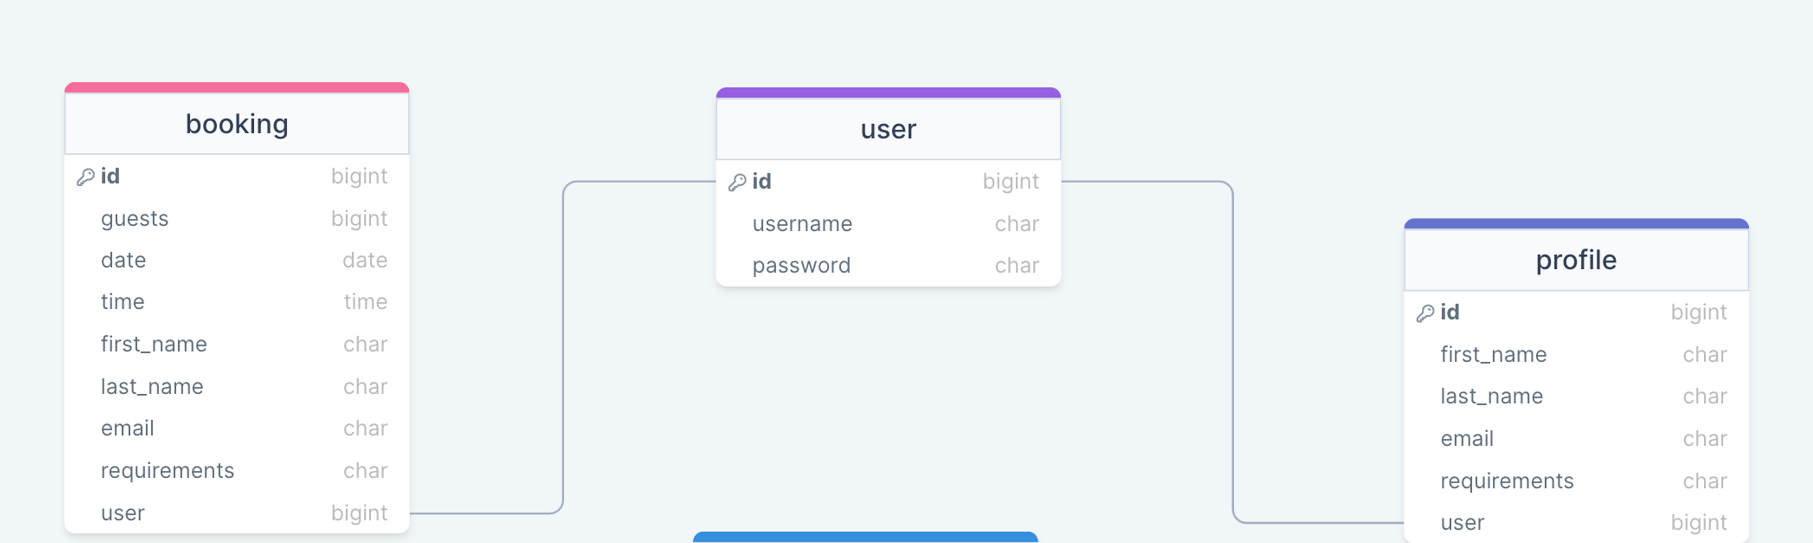 booking
id bigint
guests bigint
date date
time time
first_name char
last_name char
email char
requirements char
user bigint
user
id bigint
username char
password char
profile
id bigint
first_name char
last_name char
email char
requirements char
user bigint